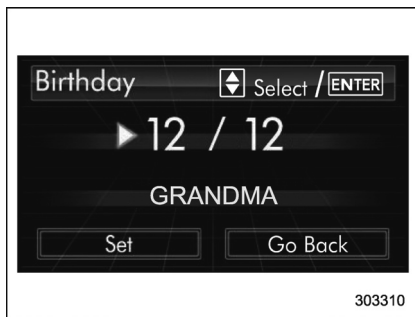 Birthday Select / ENTER
12 / 12
GRANDMA
Set Go Back
303310